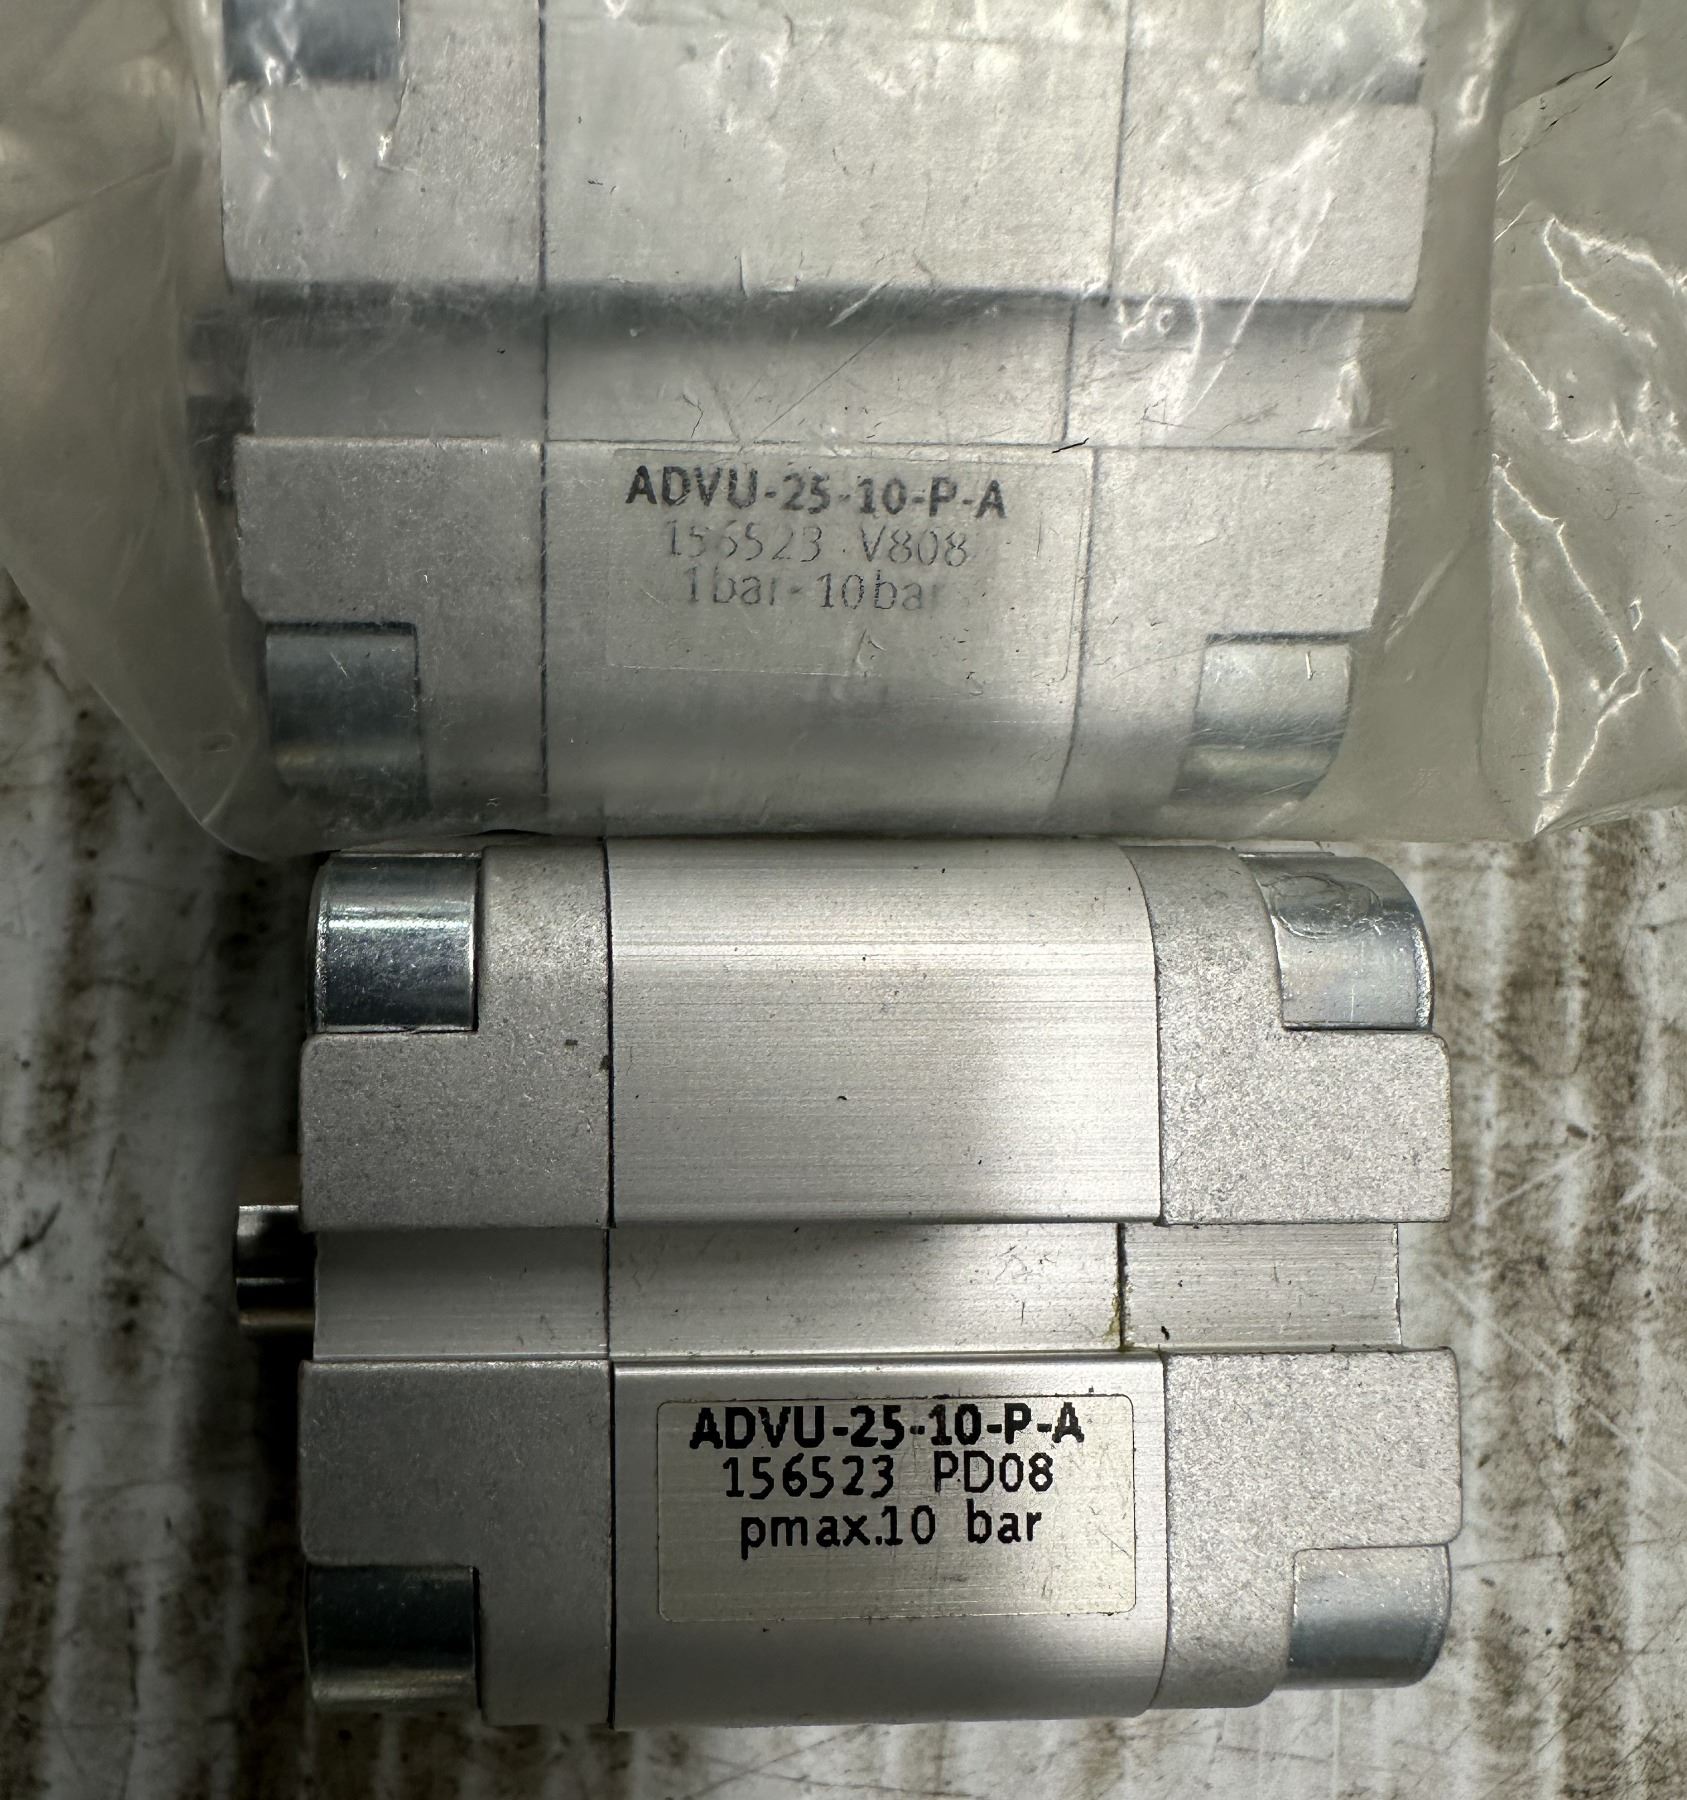 ADVU-25-10-P-A
156523 V808
1bar-10bar
ADVU-25-10-P-A
156523 PD08
pmax.10 bar